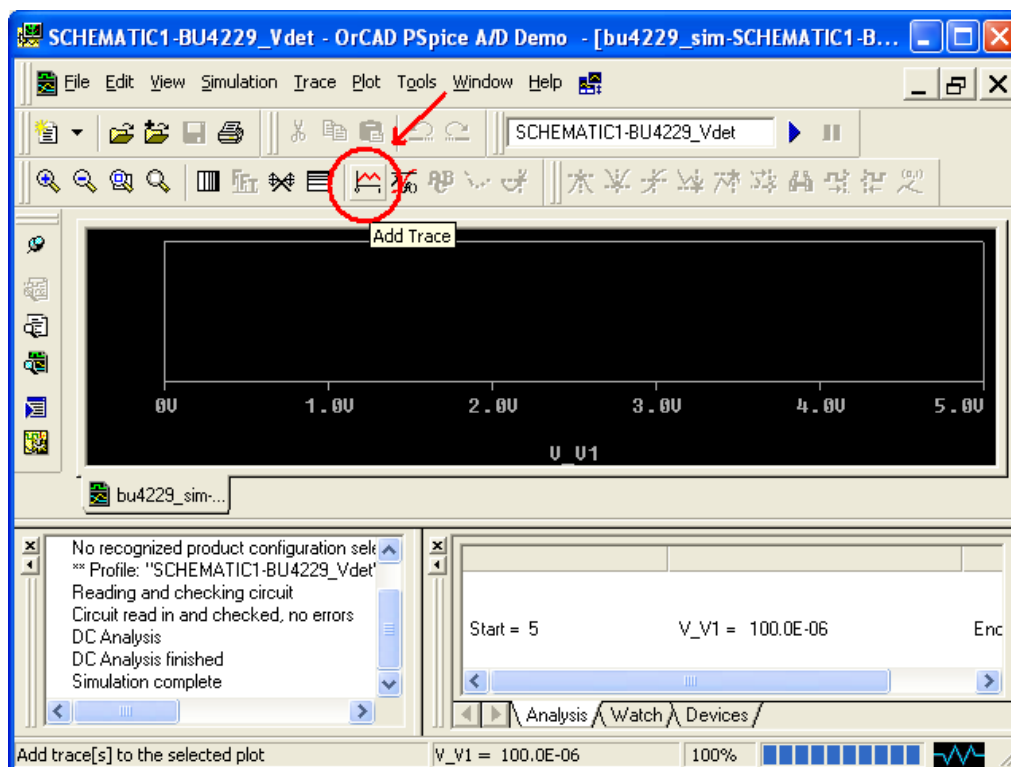 SCHEMATIC1-BU4229_Vdet - OrCAD PSpice A/D Demo - [bu4229_sim-SCHEMATIC1-B...
File Edit View Simulation Trace Plot Tools Window Help
SCHEMATIC1-BU4229_Vdet
Add Trace
0V 1.0V 2.0V 3.0V 4.0V 5.0V
V_V1
bu4229_sim-...
No recognized product configuration sele
** Profile: "SCHEMATIC1-BU4229_Vdet"
Reading and checking circuit
Circuit read in and checked, no errors
DC Analysis
DC Analysis finished
Simulation complete
Start = 5 V_V1 = 100.0E-06 End
Analysis Watch Devices
Add trace[s] to the selected plot V_V1 = 100.0E-06 100%